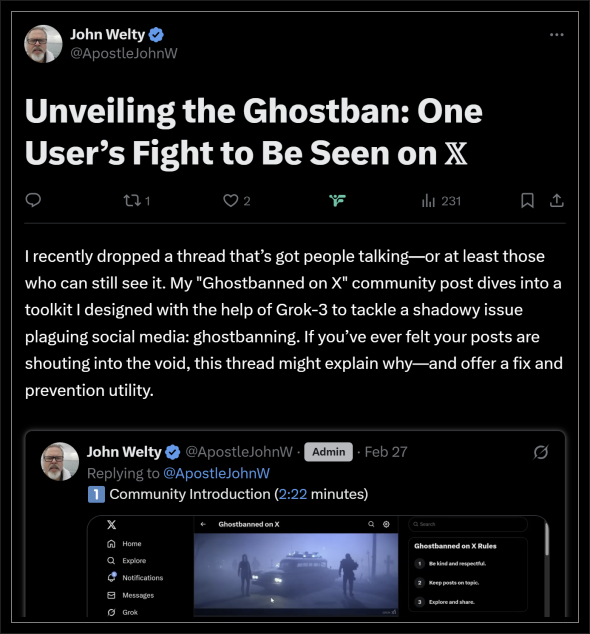 John Welty
@ApostleJohnW
Unveiling the Ghostban: One
User’s Fight to Be Seen on 𝕏
1
2
231
I recently dropped a thread that’s got people talking—or at least those
who can still see it. My "Ghostbanned on X" community post dives into a
toolkit I designed with the help of Grok-3 to tackle a shadowy issue
plaguing social media: ghostbanning. If you’ve ever felt your posts are
shouting into the void, this thread might explain why—and offer a fix and
prevention utility.
John Welty @ApostleJohnW · Admin · Feb 27
Replying to @ApostleJohnW
1️⃣ Community Introduction (2:22 minutes)
Ghostbanned on X
Search
Home
Explore
Notifications
Messages
Grok
Ghostbanned on X Rules
1 Be kind and respectful.
2 Keep posts on topic.
3 Explore and share.